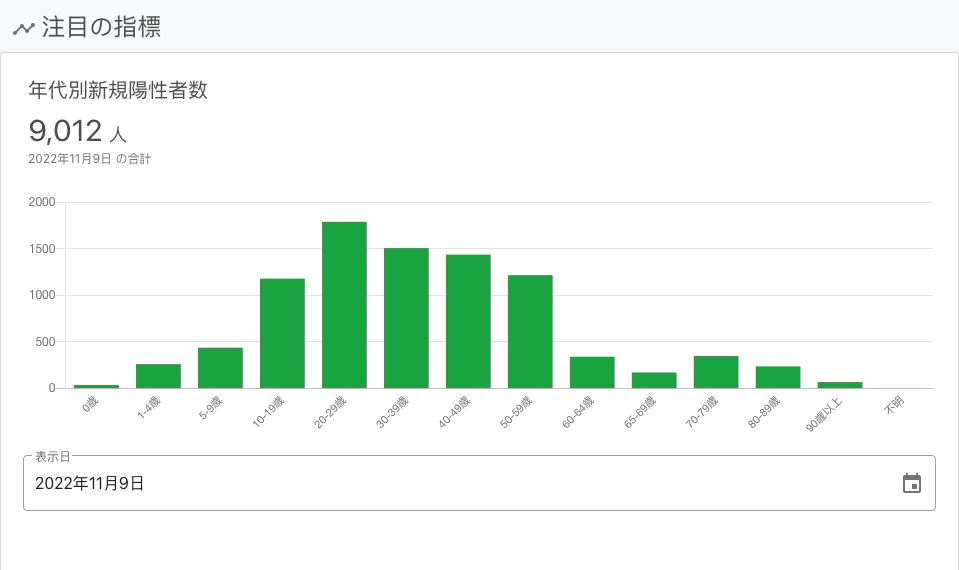 注目の指標
年代別新規陽性者数
9,012 人
2022年11月9日 の合計
2000
1500
1000
500
0
0歳
1-4歳
5-9歳
10-19歳
20-29歳
30-39歳
40-49歳
50-59歳
60-64歳
65-69歳
70-79歳
80-89歳
90歳以上
不明
表示日
2022年11月9日